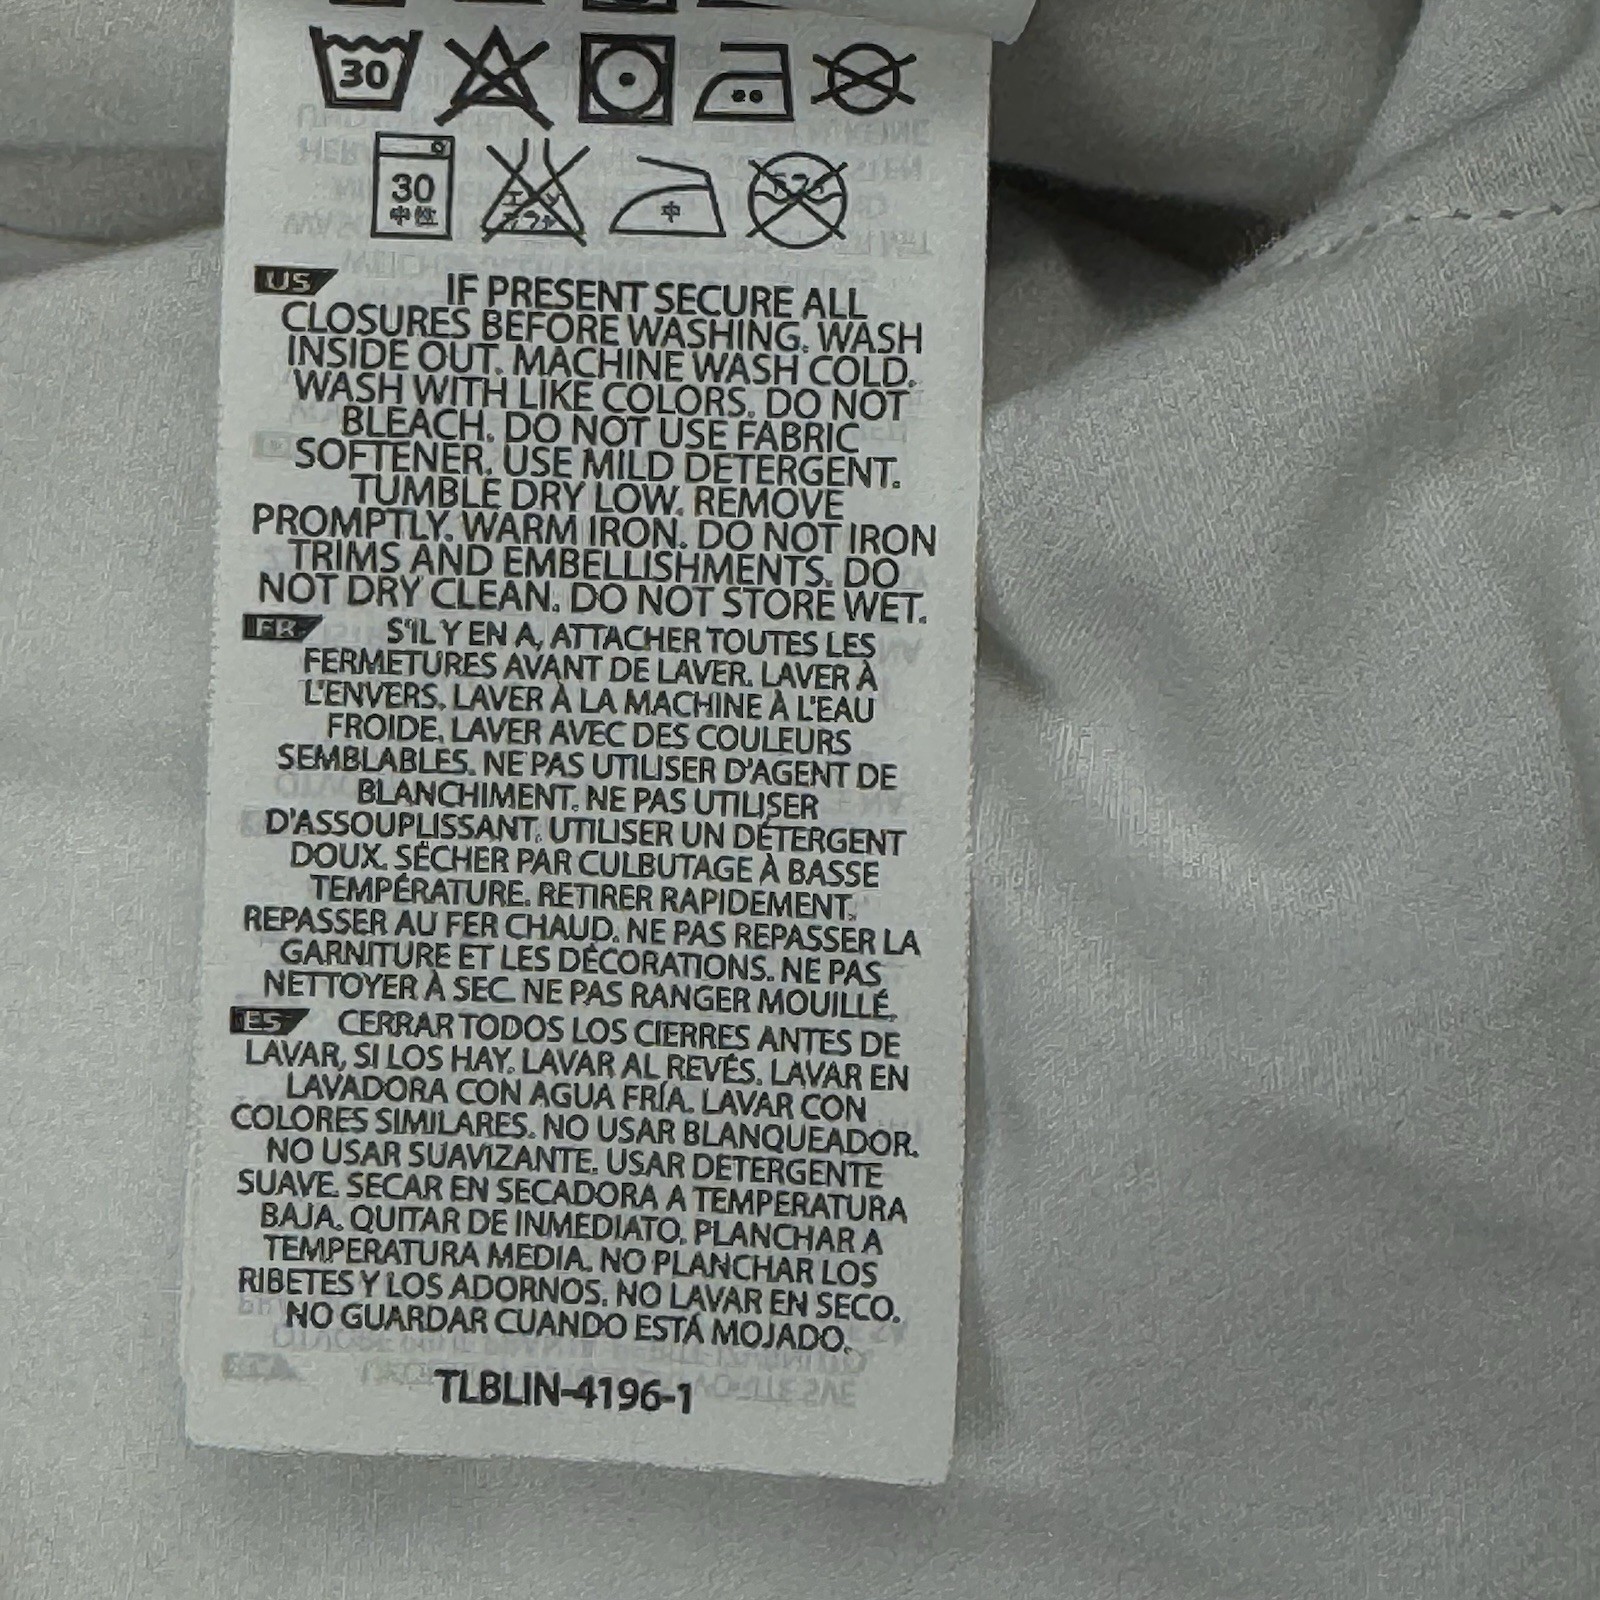 30
30
中性
中
US IF PRESENT SECURE ALL
CLOSURES BEFORE WASHING. WASH
INSIDE OUT. MACHINE WASH COLD.
WASH WITH LIKE COLORS. DO NOT
BLEACH. DO NOT USE FABRIC
SOFTENER. USE MILD DETERGENT.
TUMBLE DRY LOW. REMOVE
PROMPTLY. WARM IRON. DO NOT IRON
TRIMS AND EMBELLISHMENTS. DO
NOT DRY CLEAN. DO NOT STORE WET.
FR S'IL Y EN A, ATTACHER TOUTES LES
FERMETURES AVANT DE LAVER. LAVER À
L'ENVERS. LAVER À LA MACHINE À L'EAU
FROIDE. LAVER AVEC DES COULEURS
SEMBLABLES. NE PAS UTILISER D'AGENT DE
BLANCHIMENT. NE PAS UTILISER
D'ASSOUPLISSANT. UTILISER UN DÉTERGENT
DOUX. SÉCHER PAR CULBUTAGE À BASSE
TEMPÉRATURE. RETIRER RAPIDEMENT.
REPASSER AU FER CHAUD. NE PAS REPASSER LA
GARNITURE ET LES DÉCORATIONS. NE PAS
NETTOYER À SEC. NE PAS RANGER MOUILLÉ.
ES CERRAR TODOS LOS CIERRES ANTES DE
LAVAR, SI LOS HAY. LAVAR AL REVÉS. LAVAR EN
LAVADORA CON AGUA FRÍA. LAVAR CON
COLORES SIMILARES. NO USAR BLANQUEADOR.
NO USAR SUAVIZANTE. USAR DETERGENTE
SUAVE. SECAR EN SECADORA A TEMPERATURA
BAJA. QUITAR DE INMEDIATO. PLANCHAR A
TEMPERATURA MEDIA. NO PLANCHAR LOS
RIBETES Y LOS ADORNOS. NO LAVAR EN SECO.
NO GUARDAR CUANDO ESTÁ MOJADO.
TLBLIN-4196-1